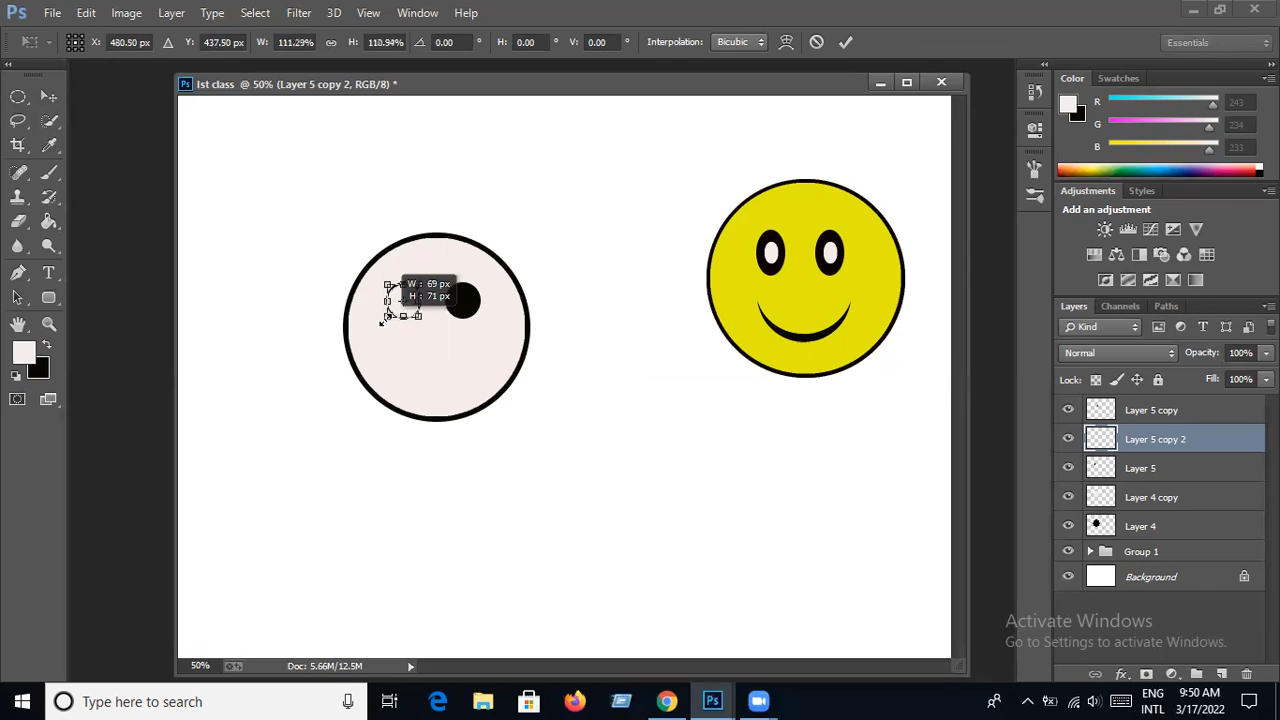 Ps File Edit Image Layer Type Select Filter 3D View Window Help
X: 480.50 px Y: 437.50 px W: 111.29% H: 110.94% 0.00 ° H: 0.00 ° V: 0.00 ° Interpolation: Bicubic Essentials
Ps Ist class @ 50% (Layer 5 copy 2, RGB/8) *
Color Swatches
R 243
G 234
B 233
Adjustments Styles
Add an adjustment
W : 69 px
H : 71 px
Layers Channels Paths
Kind
Normal Opacity: 100%
Lock: Fill: 100%
Layer 5 copy
Layer 5 copy 2
Layer 5
Layer 4 copy
Layer 4
Group 1
Background
Activate Windows
Go to Settings to activate Windows.
50% Doc: 5.66M/12.5M
Type here to search
Ps
ENG
INTL
9:50 AM
3/17/2022